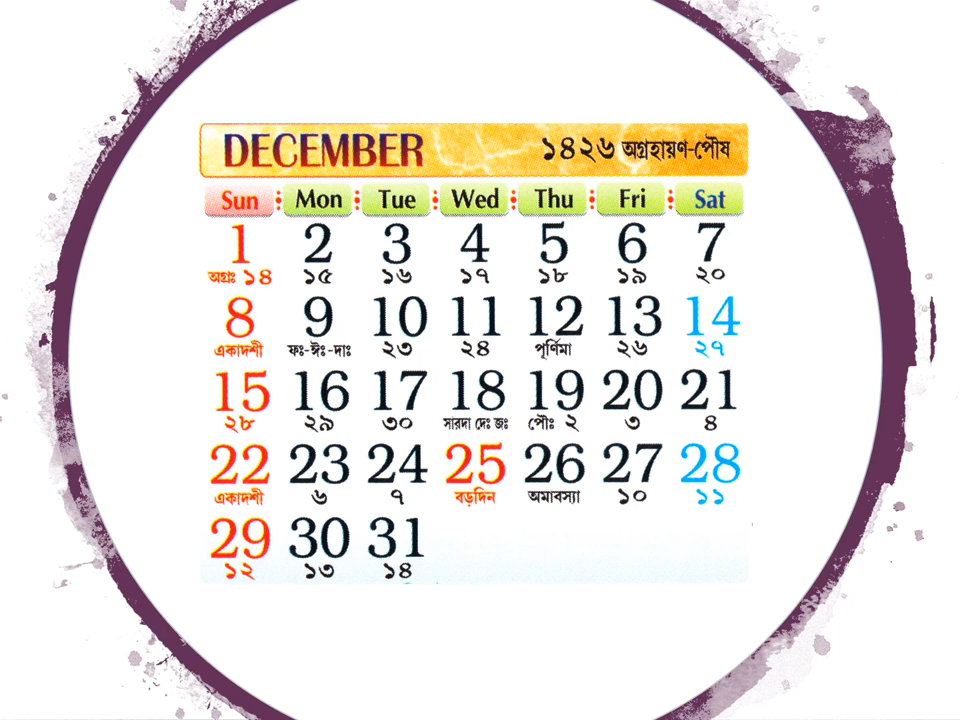 DECEMBER ১৪২৬ অগ্রহায়ণ-পৌষ
Sun Mon Tue Wed Thu Fri Sat
1 2 3 4 5 6 7
অগ্রঃ ১৪ ১৫ ১৬ ১৭ ১৮ ১৯ ২০
8 9 10 11 12 13 14
একাদশী ফঃ-ঈঃ-দাঃ ২৩ ২৪ পূর্ণিমা ২৬ ২৭
15 16 17 18 19 20 21
২৮ ২৯ ৩০ সারদা দেঃ জঃ পৌঃ ২ ৩ ৪
22 23 24 25 26 27 28
একাদশী ৬ ৭ বড়দিন অমাবস্যা ১০ ১১
29 30 31
১২ ১৩ ১৪